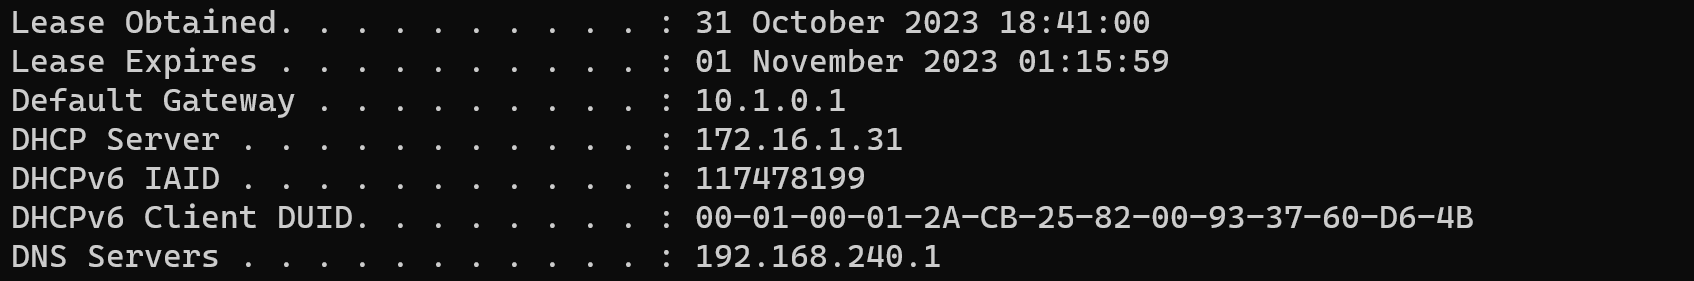 Lease Obtained. . . . . . . . . . : 31 October 2023 18:41:00
Lease Expires . . . . . . . . . . : 01 November 2023 01:15:59
Default Gateway . . . . . . . . . : 10.1.0.1
DHCP Server . . . . . . . . . . . : 172.16.1.31
DHCPv6 IAID . . . . . . . . . . . : 117478199
DHCPv6 Client DUID. . . . . . . . : 00-01-00-01-2A-CB-25-82-00-93-37-60-D6-4B
DNS Servers . . . . . . . . . . . : 192.168.240.1